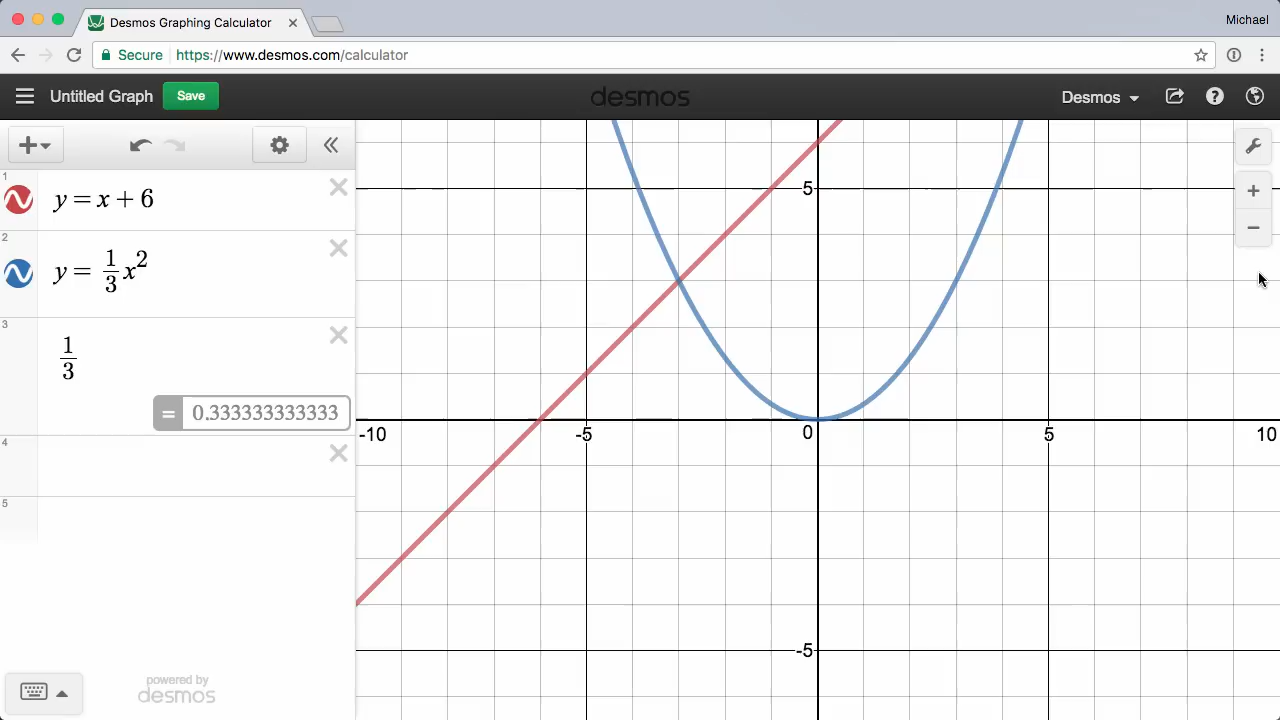 Desmos Graphing Calculator
Michael
Secure https://www.desmos.com/calculator
Untitled Graph Save desmos Desmos
1
y = x + 6
2
y = 1/3 x²
3
1/3
= 0.333333333333
4
5
powered by
desmos
5
-10 -5 0 5 10
-5